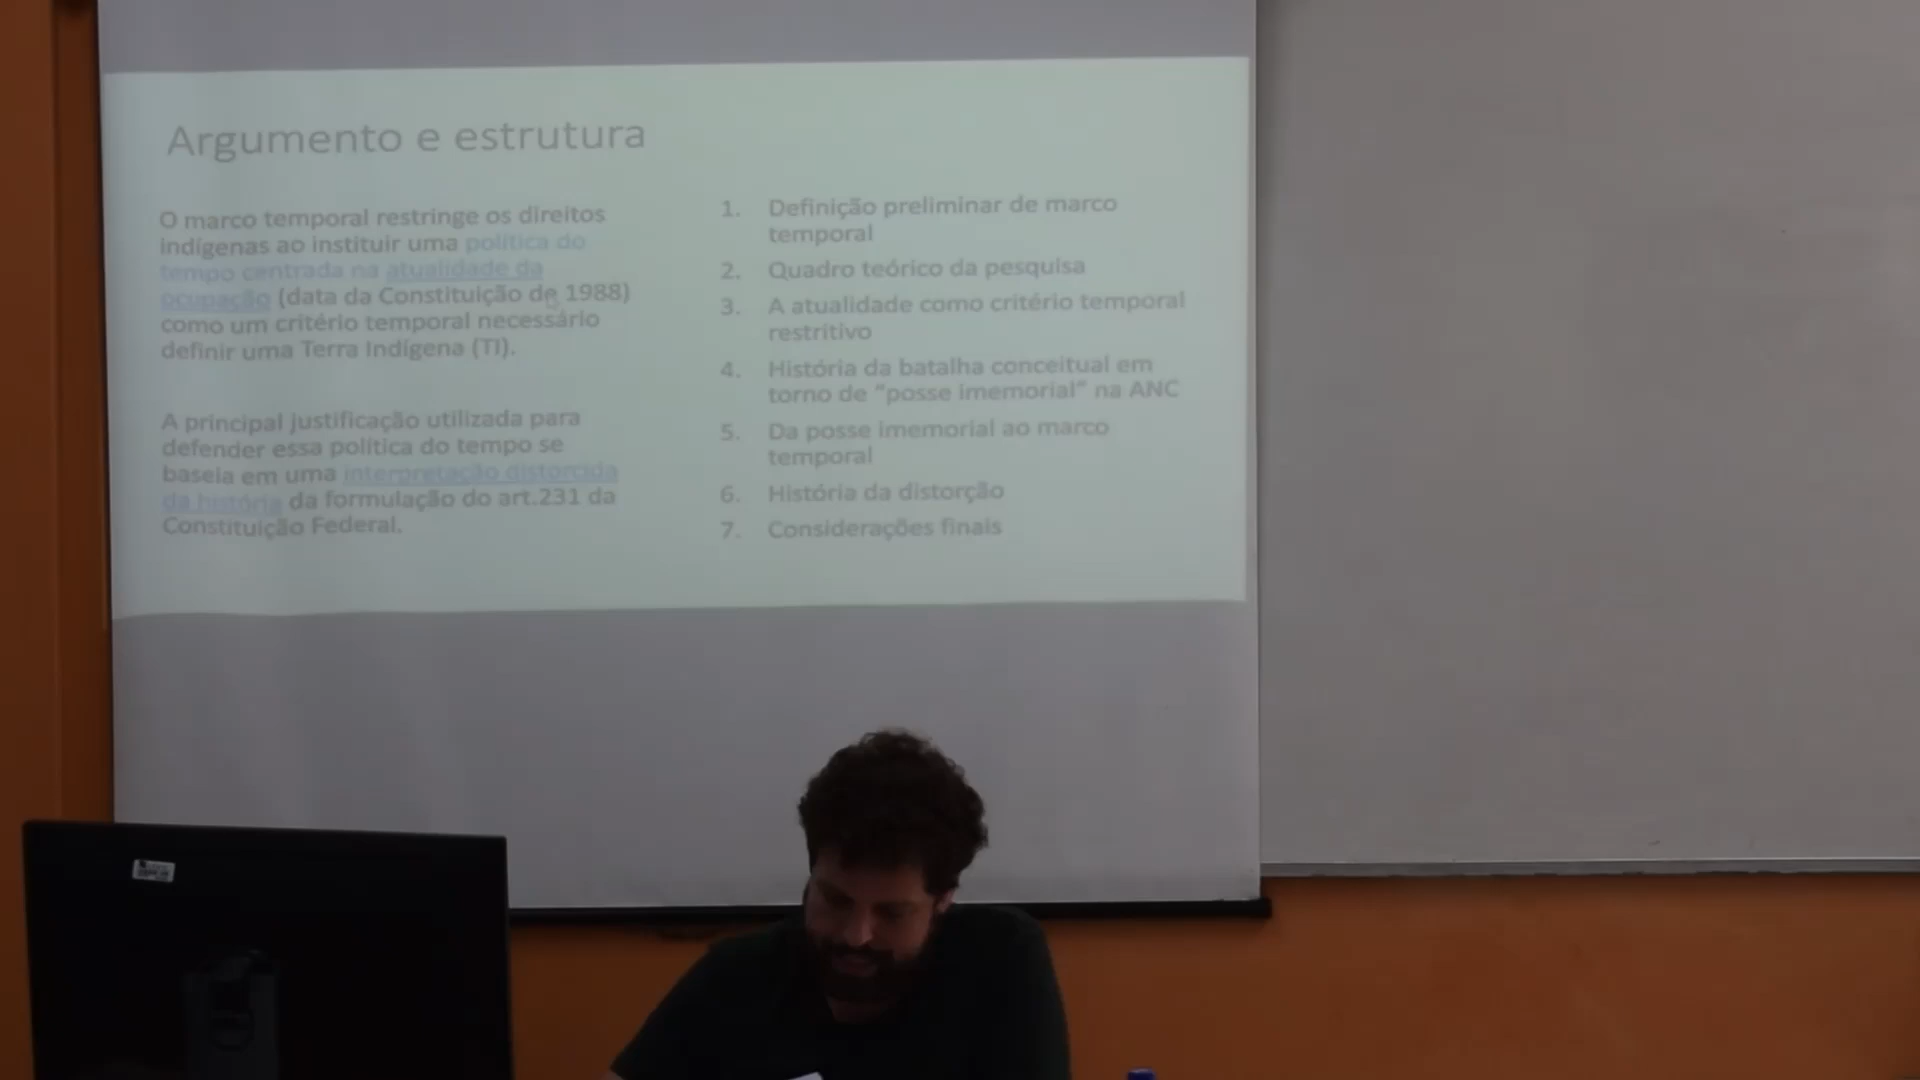 Argumento e estrutura
O marco temporal restringe os direitos
indígenas ao instituir uma política do
tempo centrada na atualidade da
ocupação (data da Constituição de 1988)
como um critério temporal necessário
definir uma Terra Indígena (TI).
A principal justificação utilizada para
defender essa política do tempo se
baseia em uma interpretação distorcida
da história da formulação do art.231 da
Constituição Federal.
1. Definição preliminar de marco
temporal
2. Quadro teórico da pesquisa
3. A atualidade como critério temporal
restritivo
4. História da batalha conceitual em
torno de "posse imemorial" na ANC
5. Da posse imemorial ao marco
temporal
6. História da distorção
7. Considerações finais